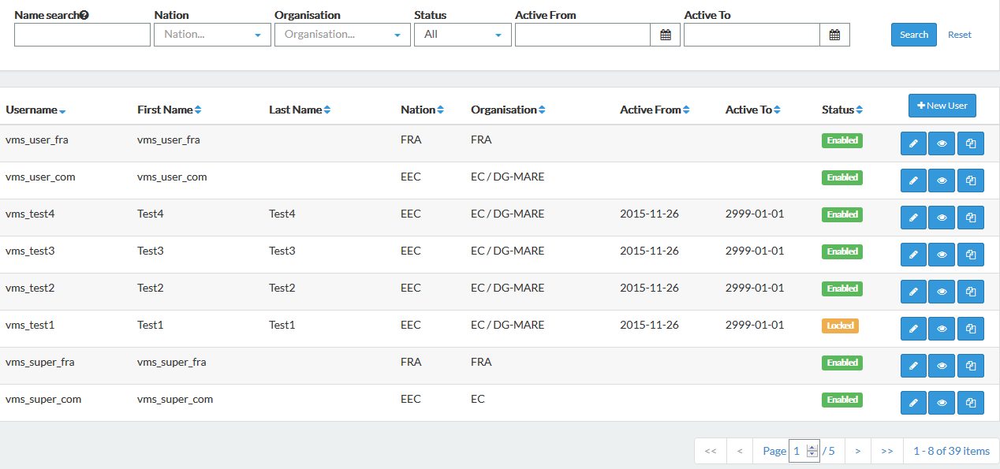 Name search Nation Organisation Status Active From Active To
Nation... Organisation... All Search Reset
Username First Name Last Name Nation Organisation Active From Active To Status New User
vms_user_fra vms_user_fra FRA FRA Enabled
vms_user_com vms_user_com EEC EC / DG-MARE Enabled
vms_test4 Test4 Test4 EEC EC / DG-MARE 2015-11-26 2999-01-01 Enabled
vms_test3 Test3 Test3 EEC EC / DG-MARE 2015-11-26 2999-01-01 Enabled
vms_test2 Test2 Test2 EEC EC / DG-MARE 2015-11-26 2999-01-01 Enabled
vms_test1 Test1 Test1 EEC EC / DG-MARE 2015-11-26 2999-01-01 Locked
vms_super_fra vms_super_fra FRA FRA Enabled
vms_super_com vms_super_com EEC EC Enabled
<< < Page 1 / 5 > >> 1 - 8 of 39 items